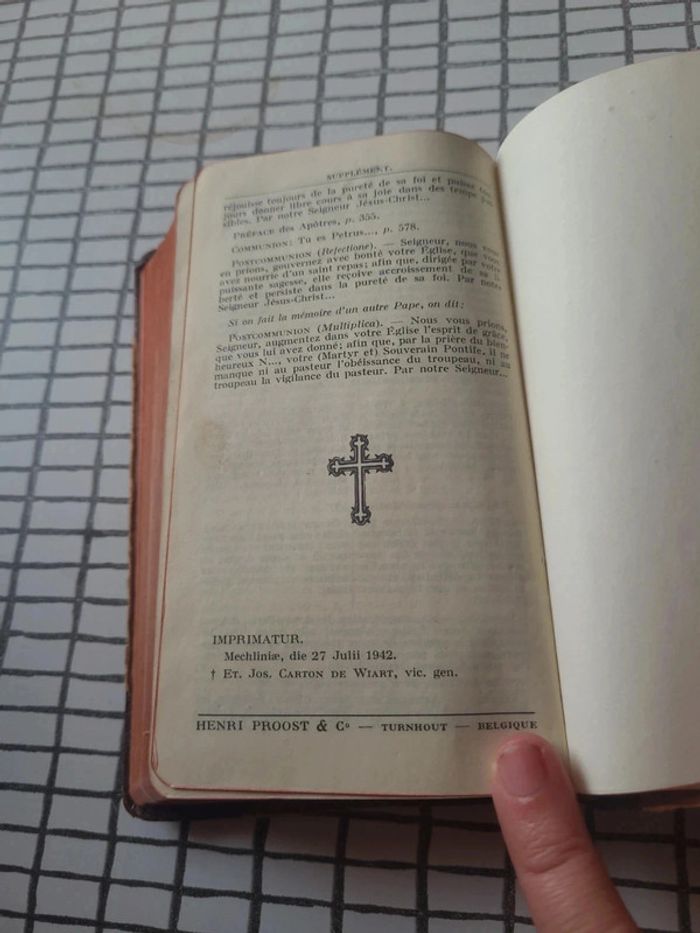 SUPPLÉMENT.
réjouisse toujours de la pureté de sa foi et puisse tou-
jours donner libre cours à sa joie dans des temps pai-
sibles. Par notre Seigneur Jésus-Christ...
PRÉFACE des Apôtres, p. 355.
COMMUNION: Tu es Petrus..., p. 578.
POSTCOMMUNION (Refectione). — Seigneur, nous vous
en prions, gouvernez avec bonté votre Église, que vous
avez nourrie d'un saint repas; afin que, dirigée par votre
puissante sagesse, elle reçoive accroissement de sa li-
berté et persiste dans la pureté de sa foi. Par notre
Seigneur Jésus-Christ...
Si on fait la mémoire d'un autre Pape, on dit:
POSTCOMMUNION (Multiplica). — Nous vous prions,
Seigneur, augmentez dans votre Église l'esprit de grâce,
que vous lui avez donné; afin que, par la prière du bien-
heureux N..., votre (Martyr et) Souverain Pontife, il ne
manque ni au pasteur l'obéissance du troupeau, ni au
troupeau la vigilance du pasteur. Par notre Seigneur...
IMPRIMATUR.
Mechliniæ, die 27 Julii 1942.
† ET. JOS. CARTON DE WIART, vic. gen.
HENRI PROOST & Co — TURNHOUT — BELGIQUE